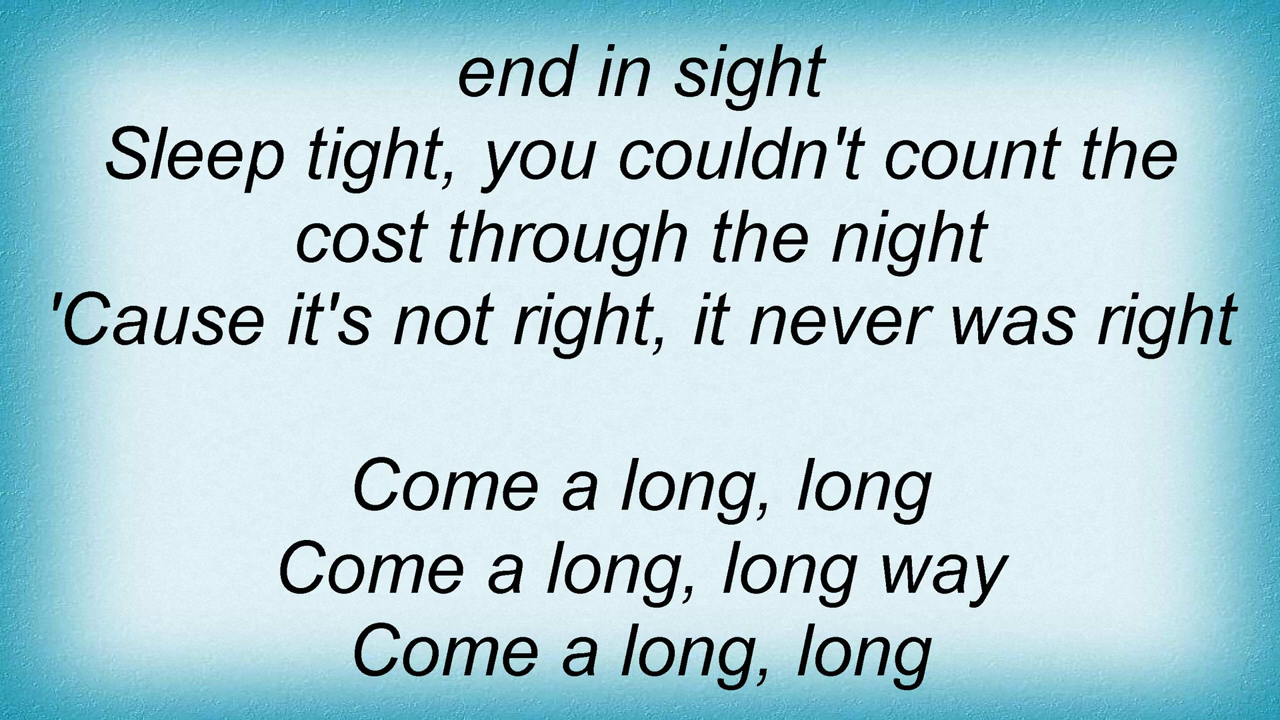 end in sight
Sleep tight, you couldn't count the
cost through the night
'Cause it's not right, it never was right
Come a long, long
Come a long, long way
Come a long, long